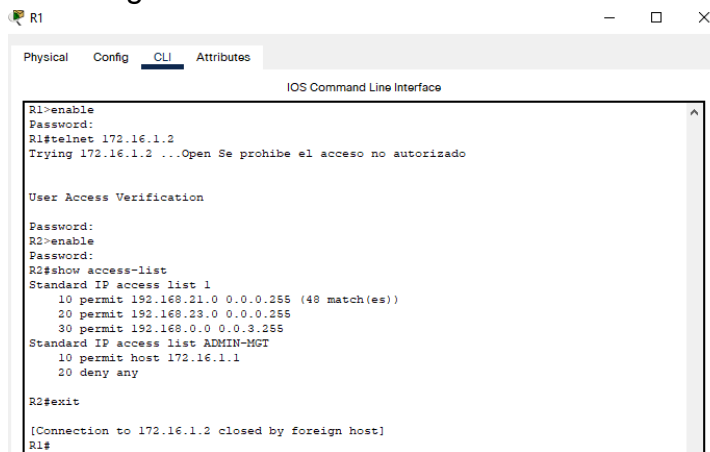 R1
Physical Config CLI Attributes
IOS Command Line Interface
R1>enable
Password:
R1#telnet 172.16.1.2
Trying 172.16.1.2 ...Open Se prohibe el acceso no autorizado
User Access Verification
Password:
R2>enable
Password:
R2#show access-list
Standard IP access list 1
10 permit 192.168.21.0 0.0.0.255 (48 match(es))
20 permit 192.168.23.0 0.0.0.255
30 permit 192.168.0.0 0.0.3.255
Standard IP access list ADMIN-MGT
10 permit host 172.16.1.1
20 deny any
R2#exit
[Connection to 172.16.1.2 closed by foreign host]
R1#